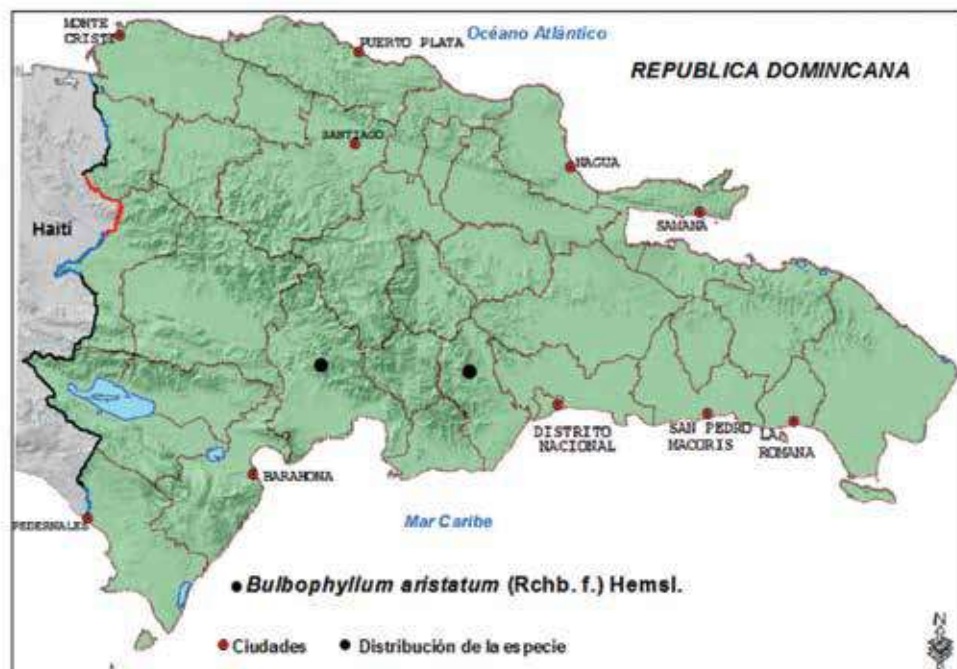 MONTE
CRISTI
PUERTO PLATA
Océano Atlántico
REPUBLICA DOMINICANA
SANTIAGO
NAGUA
SAMANA
Haití
DISTRITO
NACIONAL
SAN PEDRO
MACORIS
LA
ROMANA
BARAHONA
PEDERNALES
Mar Caribe
Bulbophyllum aristatum (Rchb. f.) Hemsl.
Ciudades
Distribución de la especie
N